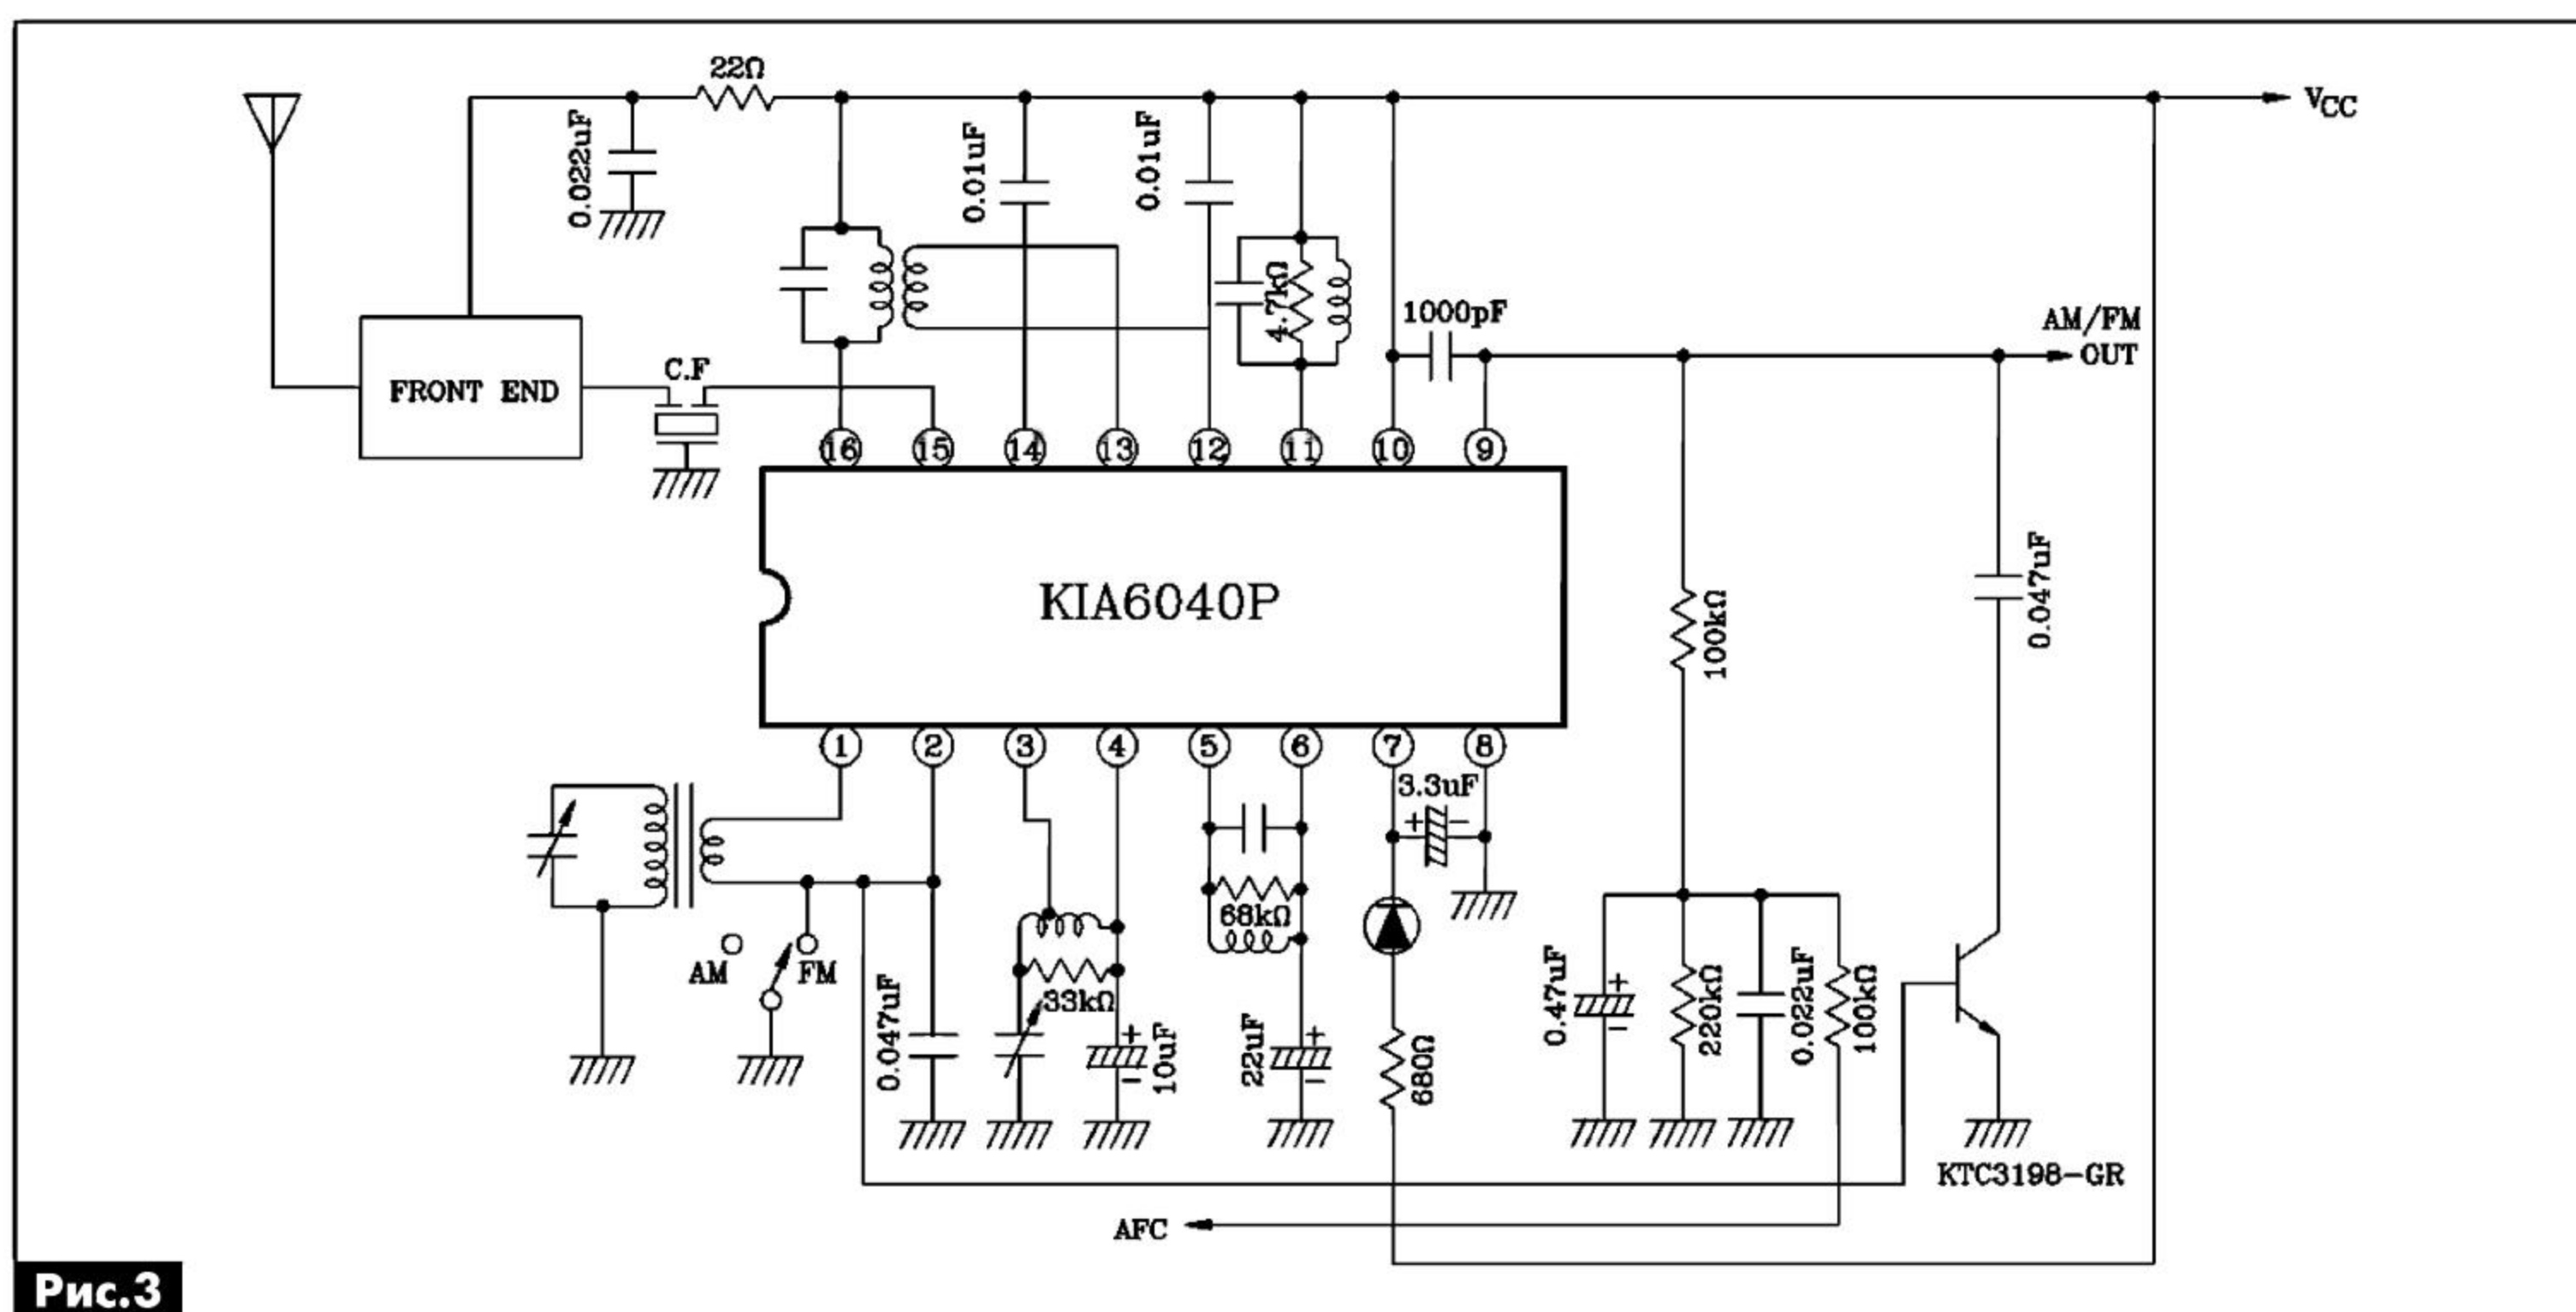 22Ω
VCC
0.022uF
0.01uF
0.01uF
4.7kΩ
1000pF
AM/FM
OUT
C.F
FRONT END
16
15
14
13
12
11
10
9
KIA6040P
100kΩ
0.047uF
1
2
3
4
5
6
7
8
3.3uF
+
-
68kΩ
AM
FM
33kΩ
0.047uF
+
-
10uF
22uF
+
-
680Ω
0.47uF
+
-
220kΩ
0.022uF
100kΩ
KTC3198-GR
AFC
Рис.3